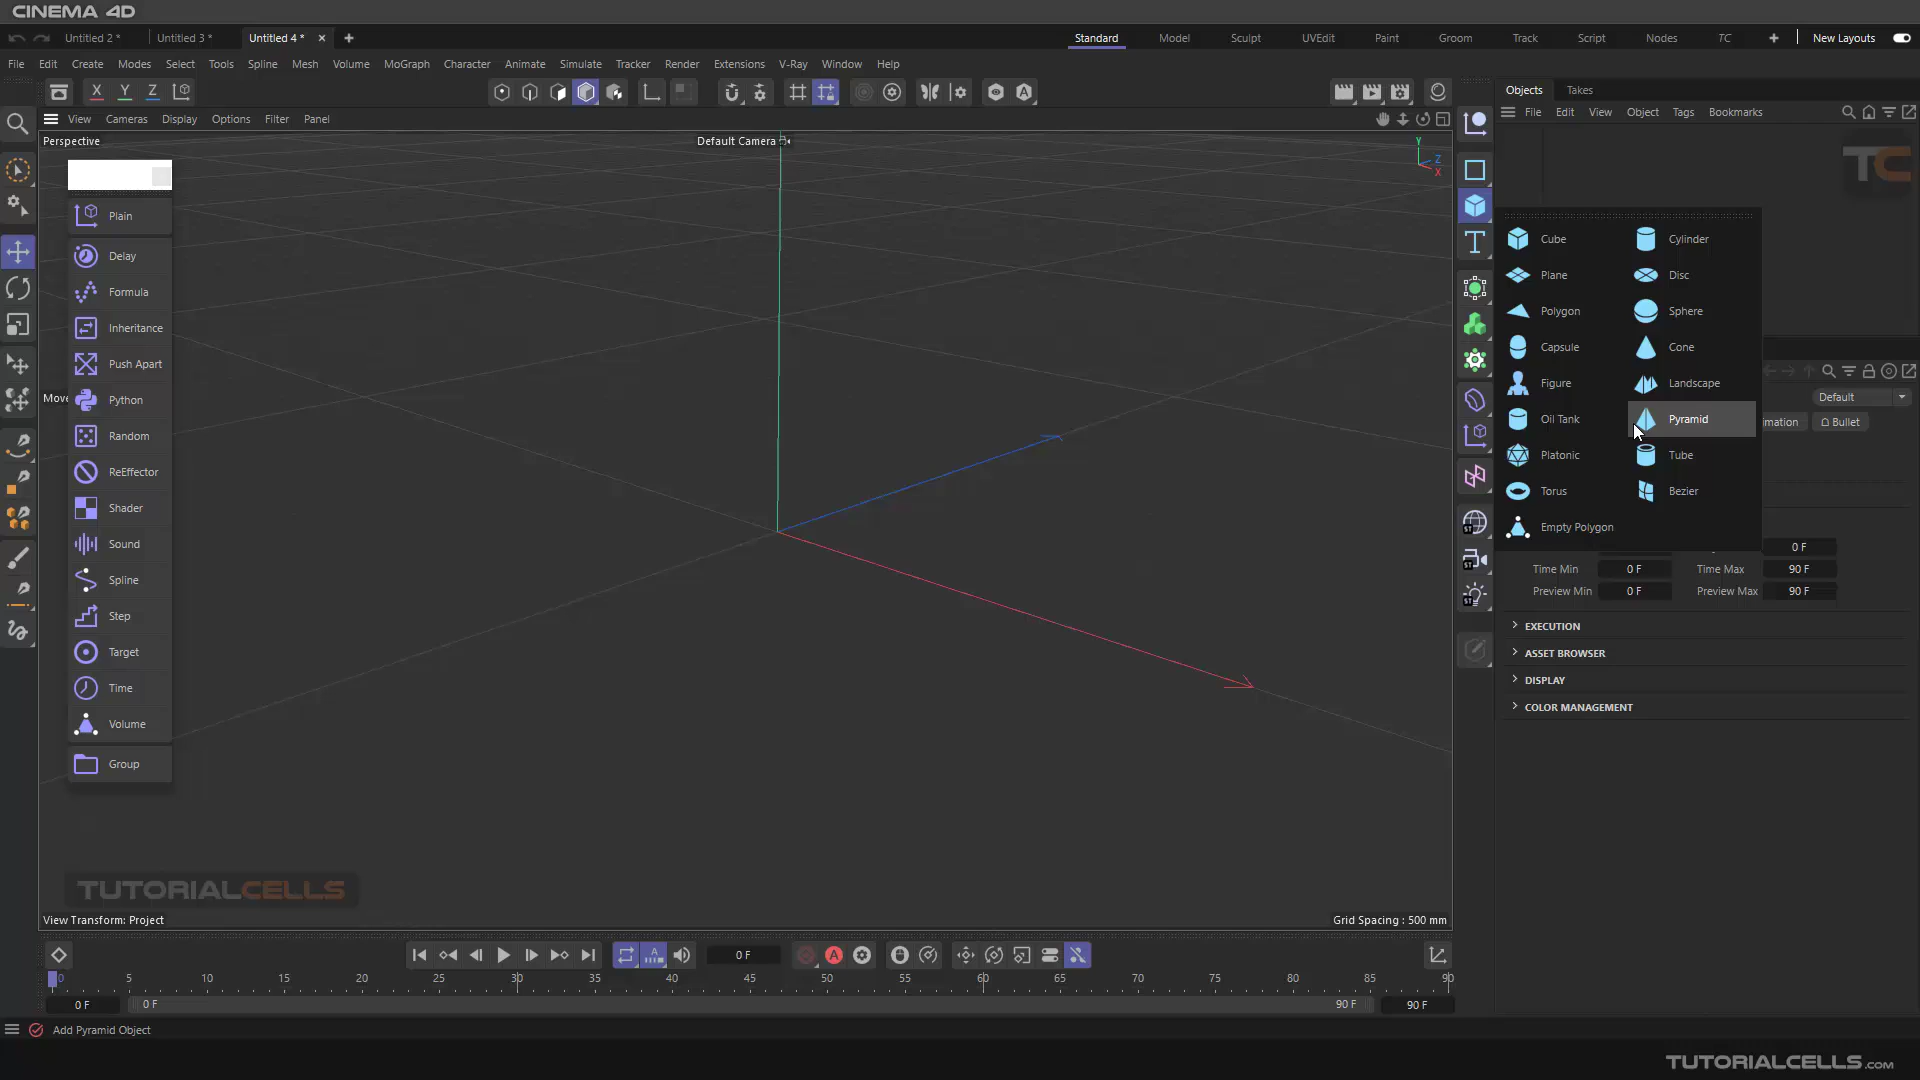 CINEMA 4D
Untitled 2 *
Untitled 3 *
Untitled 4 *
Standard
Model
Sculpt
UVEdit
Paint
Groom
Track
Script
Nodes
TC
New Layouts
File Edit Create Modes Select Tools Spline Mesh Volume MoGraph Character Animate Simulate Tracker Render Extensions V-Ray Window Help
X Y Z
Objects
Takes
View Cameras Display Options Filter Panel
File Edit View Object Tags Bookmarks
Perspective
Default Camera
Y
Z
X
TC
Plain
Delay
Formula
Inheritance
Push Apart
Move
Python
Random
ReEffector
Shader
Sound
Spline
Step
Target
Time
Volume
Group
Cube
Cylinder
Plane
Disc
Polygon
Sphere
Capsule
Cone
Figure
Landscape
Oil Tank
Pyramid
Platonic
Tube
Torus
Bezier
Empty Polygon
Default
mation
Bullet
0 F
Time Min 0 F Time Max 90 F
Preview Min 0 F Preview Max 90 F
EXECUTION
ASSET BROWSER
DISPLAY
COLOR MANAGEMENT
ST
ST
ST
TUTORIALCELLS
View Transform: Project
Grid Spacing : 500 mm
A
0 F
A
0 5 10 15 20 25 30 35 40 45 50 55 60 65 70 75 80 85 90
0 F
0 F
90 F
90 F
Add Pyramid Object
TUTORIALCELLS.com